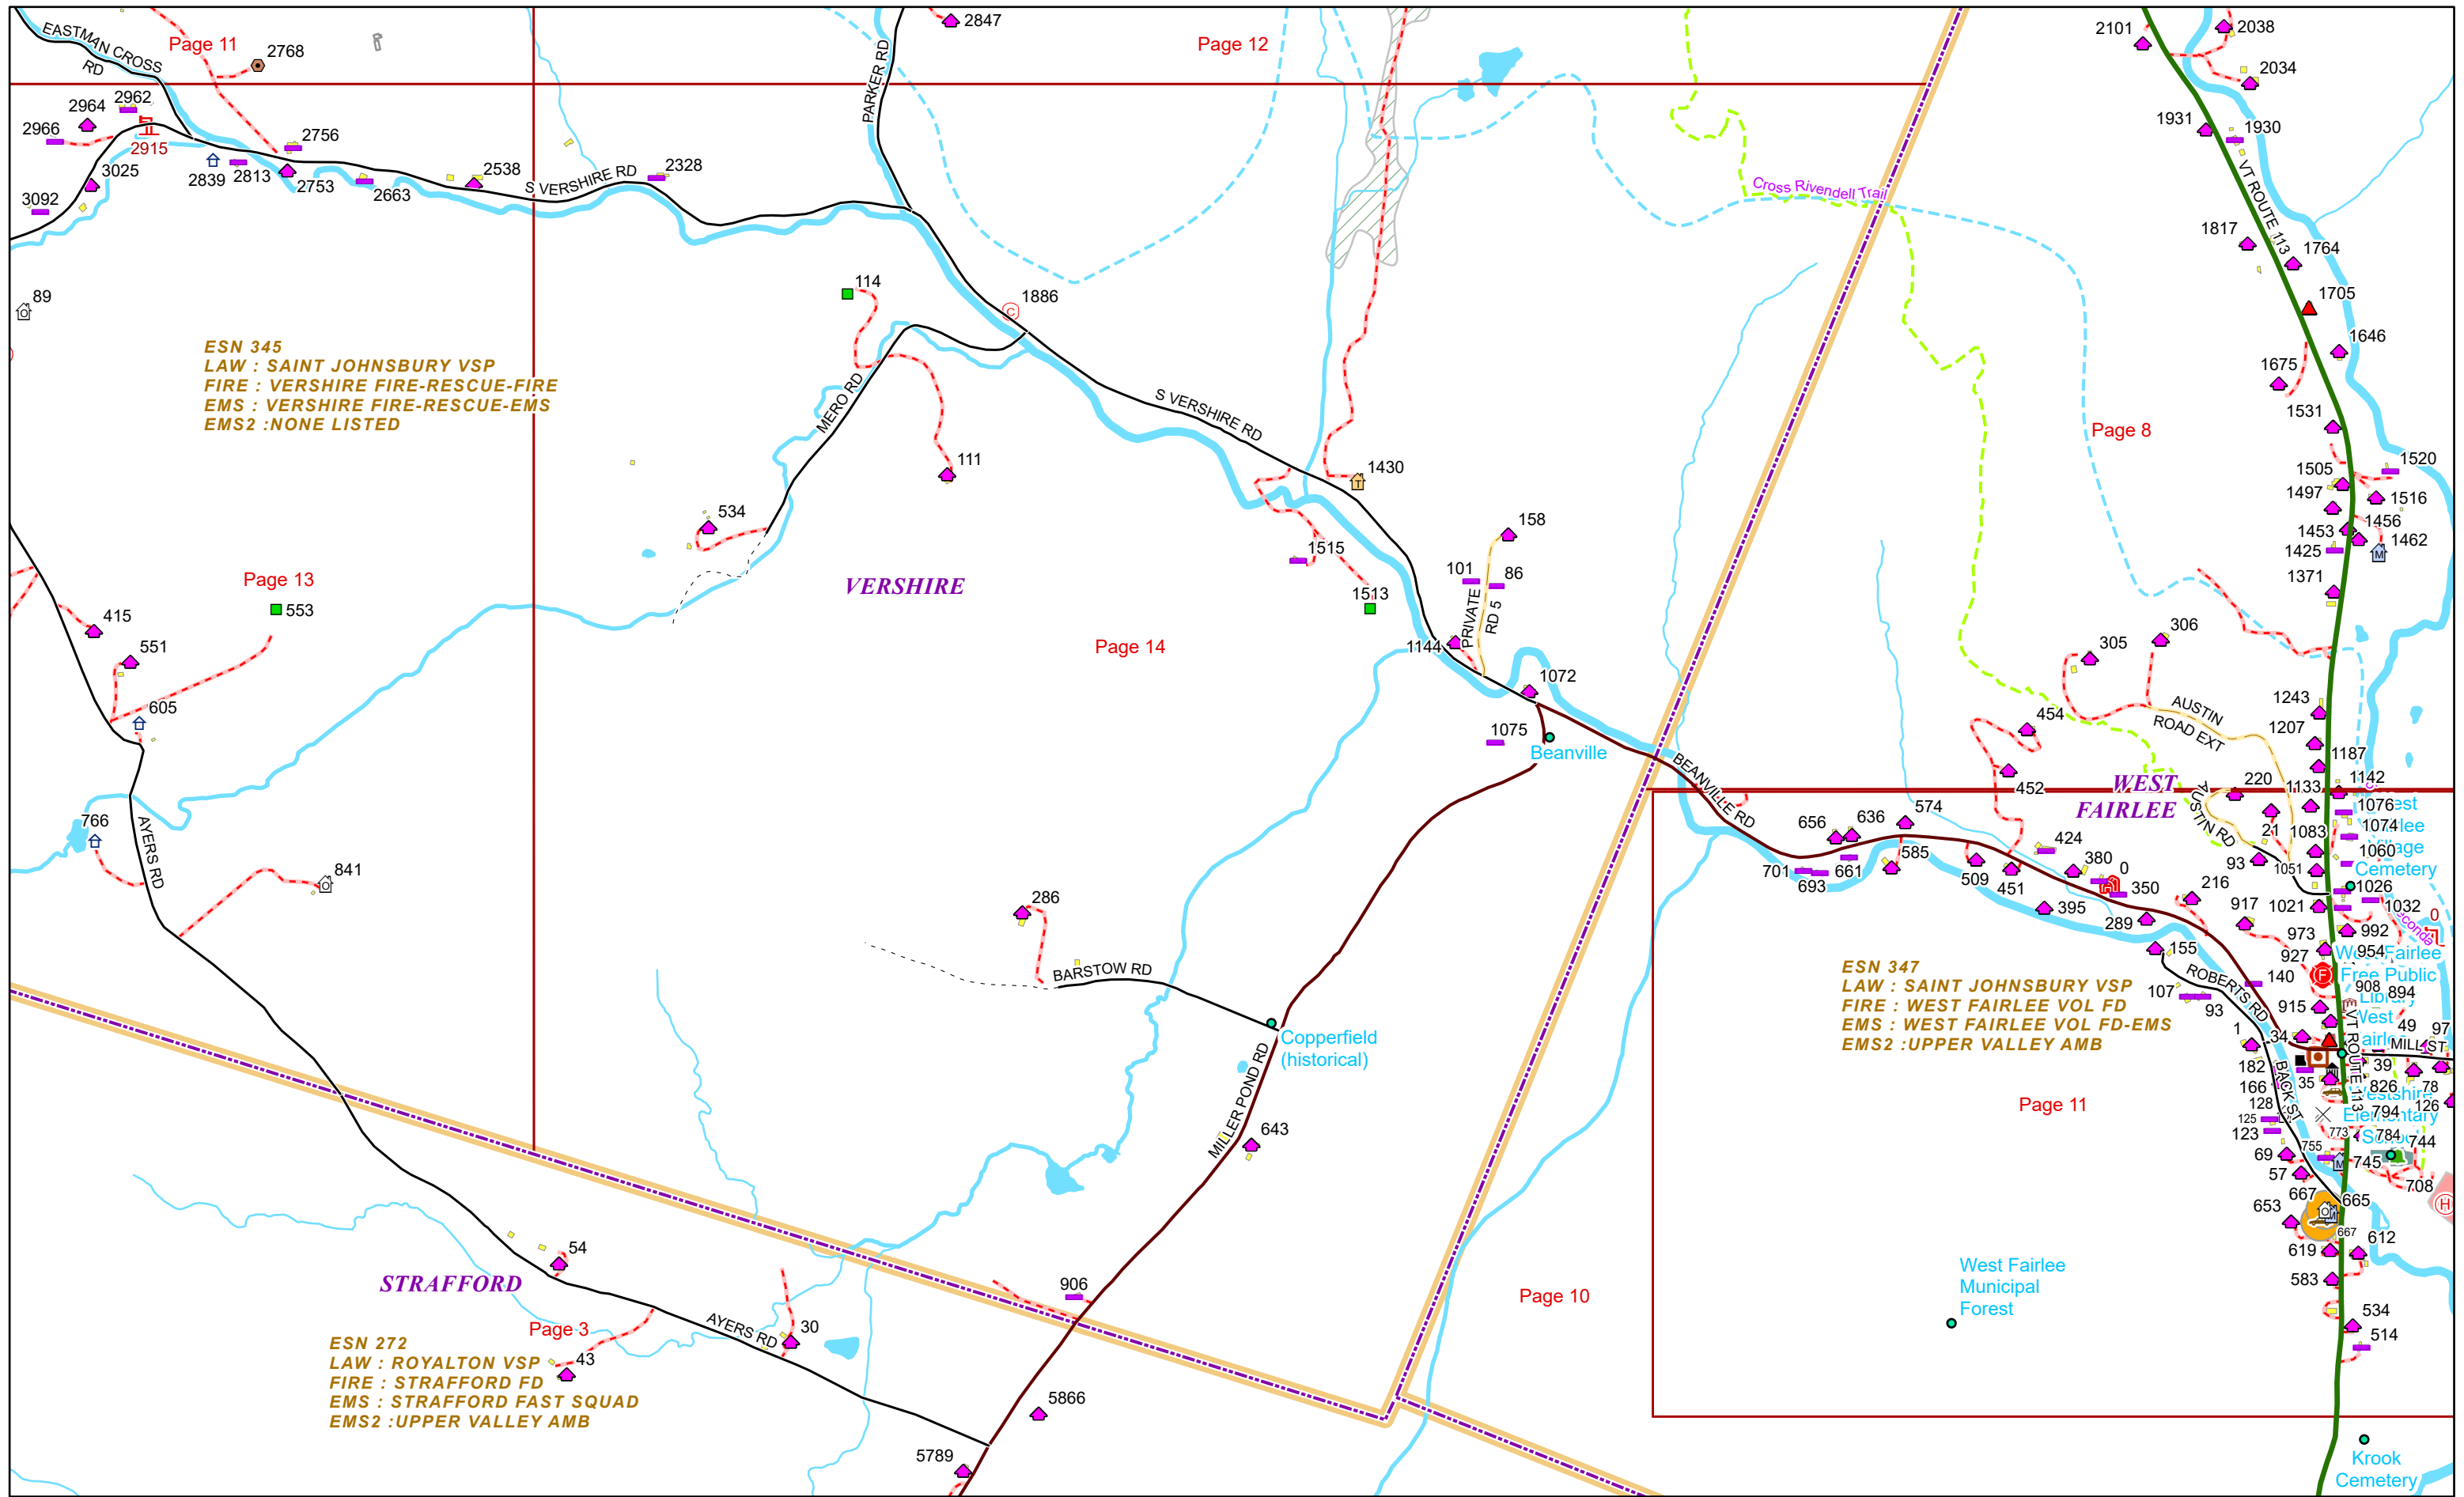 EASTMAN CROSS
RD
Page 11
2768
2847
PARKER RD
Page 12
2101
2038
2034
2964
2962
2966
2915
2756
3025
2839
2813
2753
2663
2538
S VERSHIRE RD
2328
3092
1931
1930
Cross Rivendell Trail
VT ROUTE 113
1817
1764
89
114
1886
1705
1646
1675
ESN 345
LAW : SAINT JOHNSBURY VSP
FIRE : VERSHIRE FIRE-RESCUE-FIRE
EMS : VERSHIRE FIRE-RESCUE-EMS
EMS2 :NONE LISTED
MERO RD
S VERSHIRE RD
Page 8
1531
111
1430
1505
1520
1497
1516
534
158
1453
1456
1425
1462
M
1515
101
86
1371
Page 13
553
VERSHIRE
1513
PRIVATE
RD 5
415
551
Page 14
1144
305
306
605
1072
1075
Beanville
454
AUSTIN
ROAD EXT
1243
1207
1187
BEANVILLE RD
452
WEST
FAIRLEE
220
1133
1142
1076
AUSTIN RD
766
AYERS RD
656
636
574
21
1083
1074
424
93
1060
Cemetery
841
701
693
661
585
509
451
380
0
350
1051
1026
286
395
289
216
917
1021
1032
0
992
973
954
BARSTOW RD
155
927
West Fairlee
Free Public
Library
F
ESN 347
LAW : SAINT JOHNSBURY VSP
FIRE : WEST FAIRLEE VOL FD
EMS : WEST FAIRLEE VOL FD-EMS
EMS2 :UPPER VALLEY AMB
ROBERTS RD
140
107
93
908
894
915
West
1
34
49
97
MILL ST
Copperfield
(historical)
MILLER POND RD
182
35
39
166
BACK ST
VT ROUTE 113
826
78
Page 11
128
125
123
794
126
Elementary
773
784
744
643
69
755
745
57
708
667
665
H
653
667
612
619
54
STRAFFORD
906
Page 10
West Fairlee
Municipal
Forest
583
534
514
Page 3
AYERS RD
30
ESN 272
LAW : ROYALTON VSP
FIRE : STRAFFORD FD
EMS : STRAFFORD FAST SQUAD
EMS2 :UPPER VALLEY AMB
43
5866
5789
Krook
Cemetery